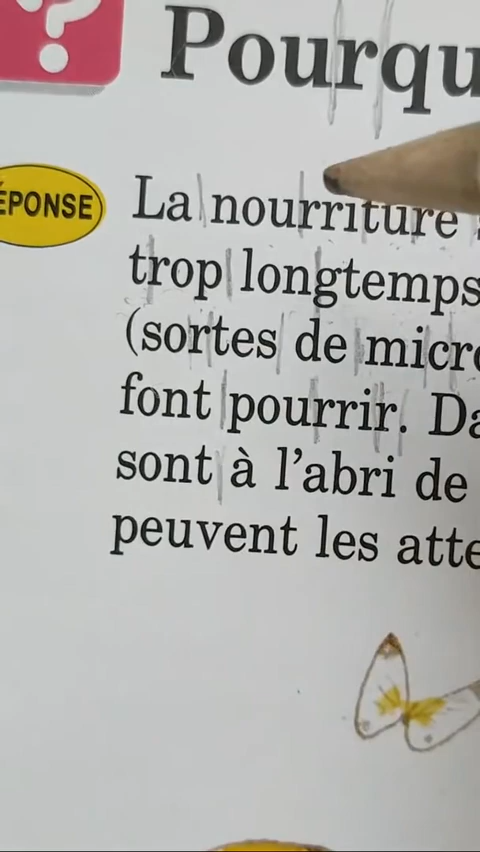 ?
Pourqu
ÉPONSE
La nourriture
trop longtemps
(sortes de micro
font pourrir. Da
sont à l'abri de
peuvent les atte